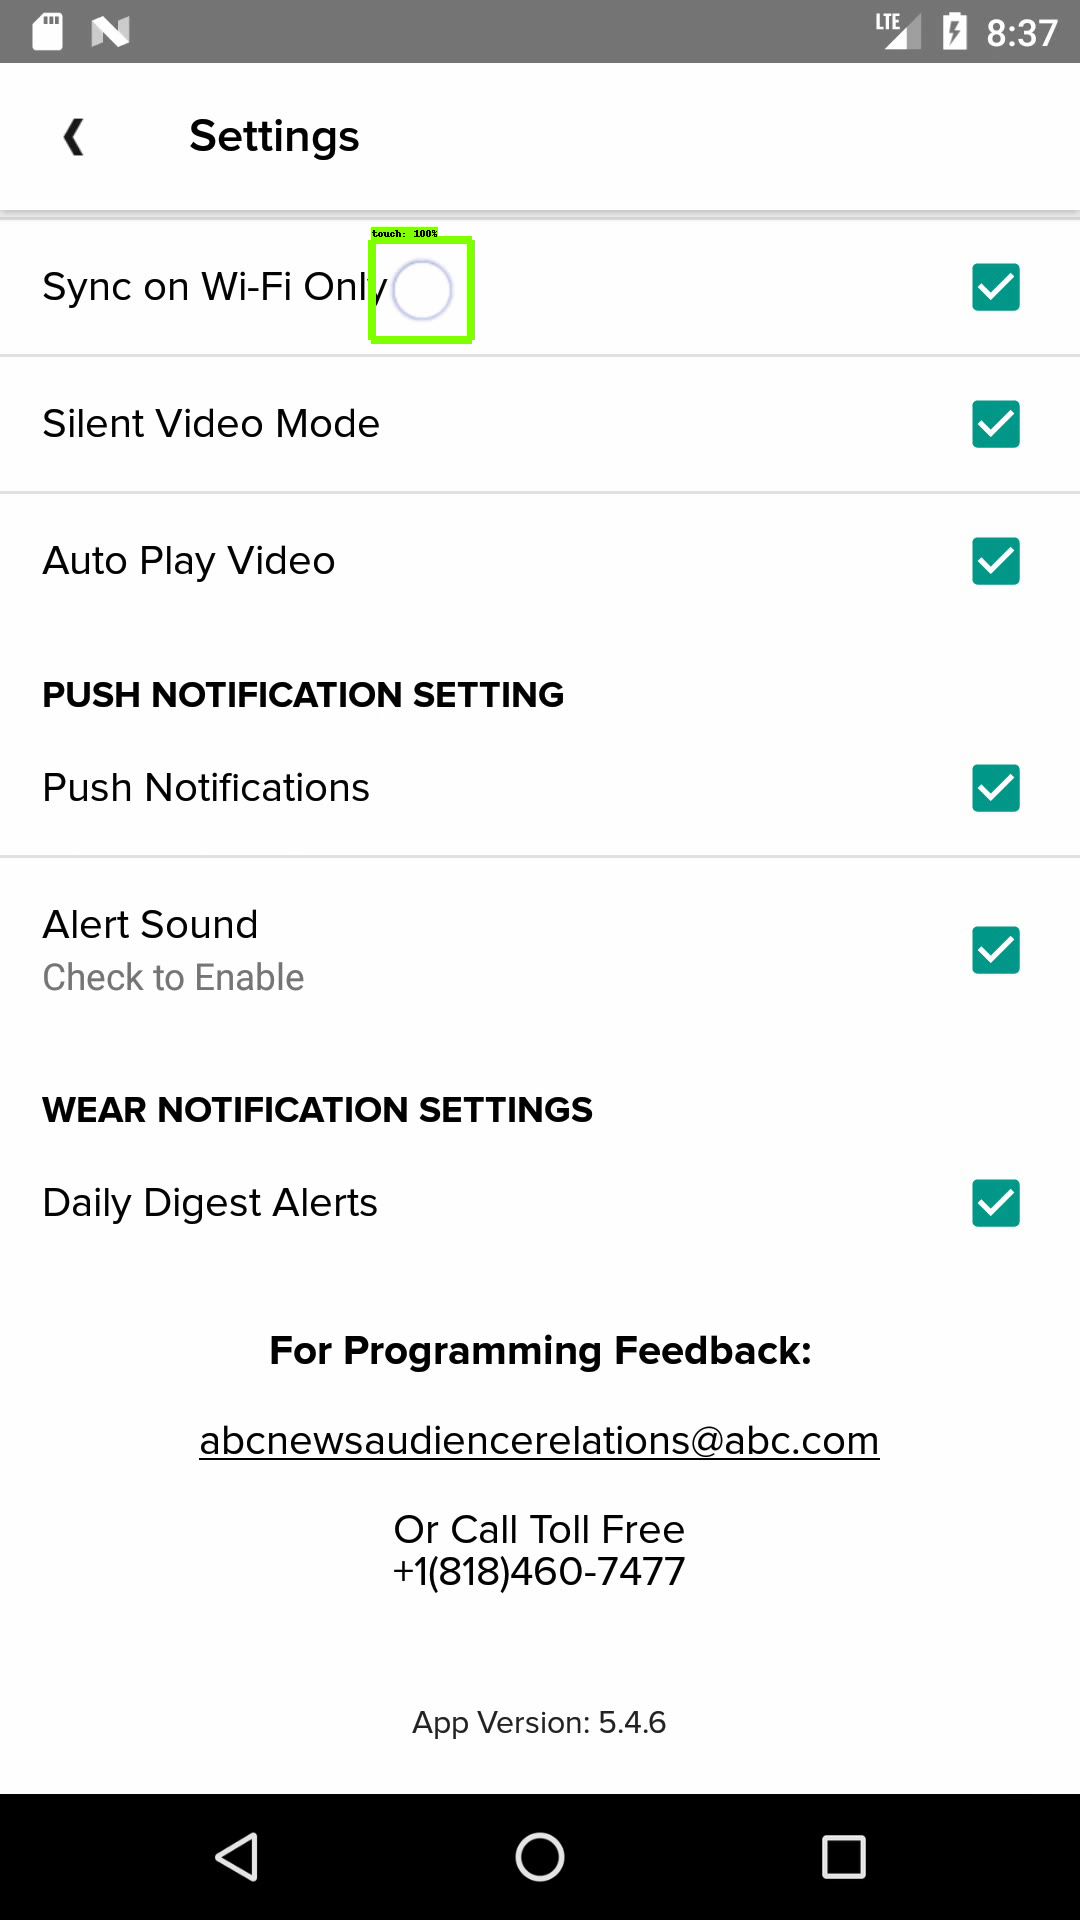 LTE 8:37
❰ Settings
touch: 100%
Sync on Wi-Fi Only
Silent Video Mode
Auto Play Video
PUSH NOTIFICATION SETTING
Push Notifications
Alert Sound
Check to Enable
WEAR NOTIFICATION SETTINGS
Daily Digest Alerts
For Programming Feedback:
abcnewsaudiencerelations@abc.com
Or Call Toll Free
+1(818)460-7477
App Version: 5.4.6